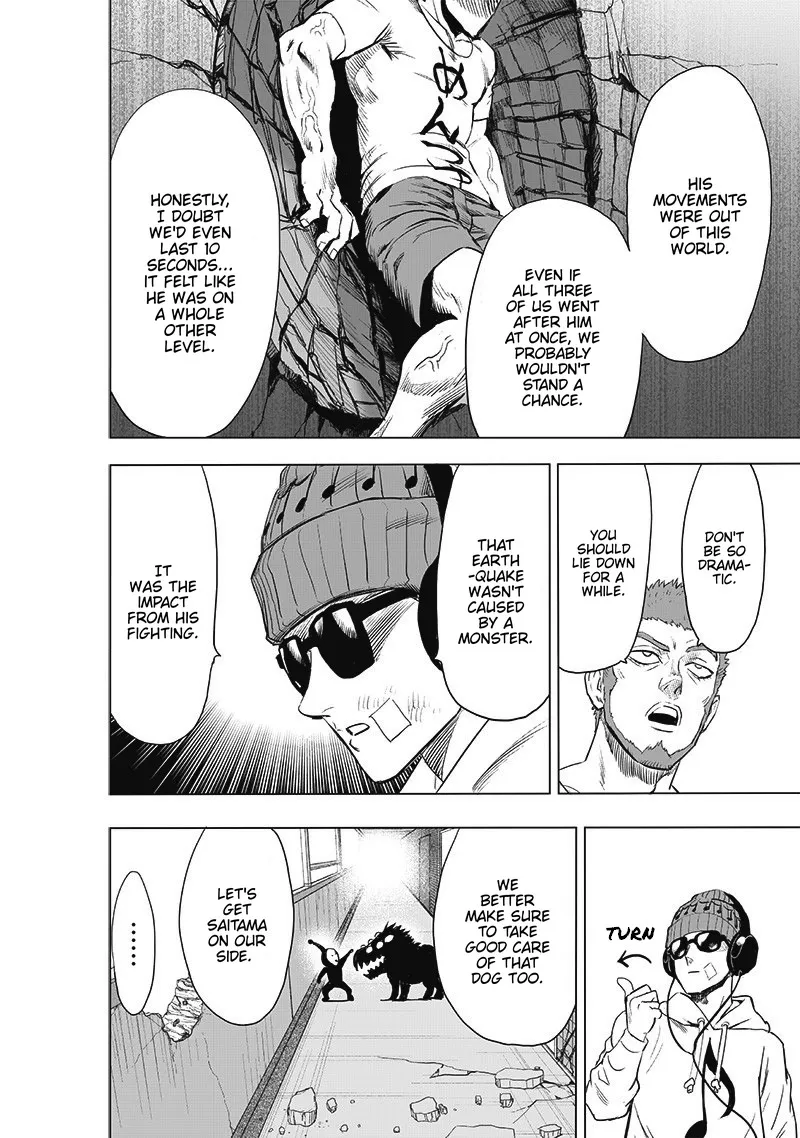 HIS
MOVEMENTS
WERE OUT
OF THIS
WORLD.
EVEN IF
ALL THREE
OF US WENT
AFTER HIM
AT ONCE, WE
PROBABLY
WOULDN'T
STAND A
CHANCE.
HONESTLY,
I DOUBT
WE'D EVEN
LAST 10
SECONDS...
IT FELT LIKE
HE WAS ON
A WHOLE
OTHER
LEVEL.
DON'T
BE SO
DRAMA-
TIC.
YOU
SHOULD
LIE DOWN
FOR A
WHILE.
THAT
EARTH
-QUAKE
WASN'T
CAUSED
BY A
MONSTER.
IT
WAS THE
IMPACT
FROM HIS
FIGHTING.
TURN
WE
BETTER
MAKE SURE
TO TAKE
GOOD CARE
OF THAT
DOG TOO.
LET'S
GET
SAITAMA
ON OUR
SIDE.
......